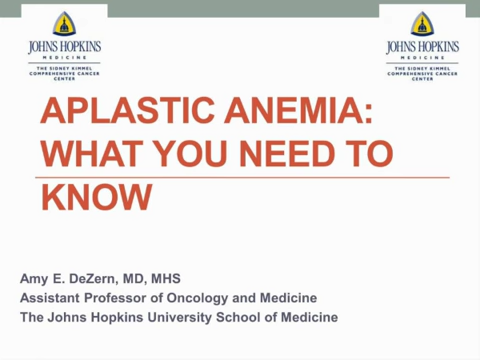 JOHNS HOPKINS
MEDICINE
THE SIDNEY KIMMEL
COMPREHENSIVE CANCER
CENTER
JOHNS HOPKINS
MEDICINE
THE SIDNEY KIMMEL
COMPREHENSIVE CANCER
CENTER
APLASTIC ANEMIA:
WHAT YOU NEED TO
KNOW
Amy E. DeZern, MD, MHS
Assistant Professor of Oncology and Medicine
The Johns Hopkins University School of Medicine